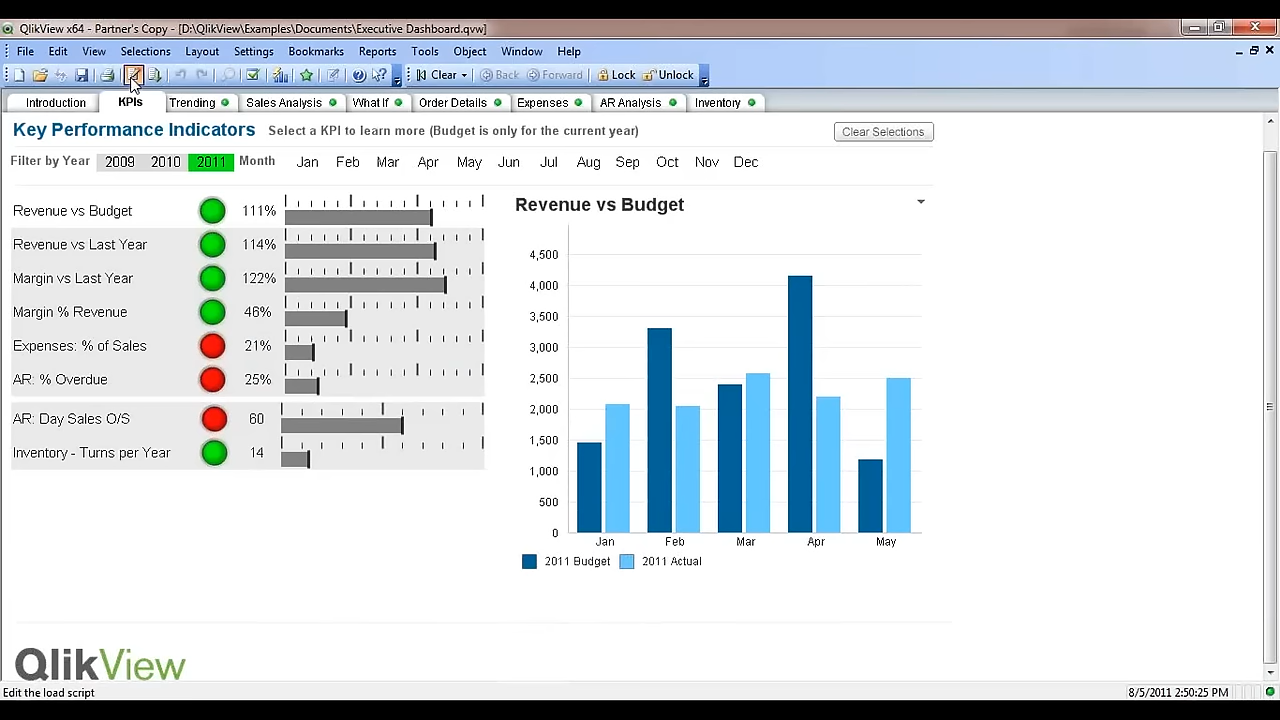 QlikView x64 - Partner's Copy - [D:\QlikView\Examples\Documents\Executive Dashboard.qvw]
File Edit View Selections Layout Settings Bookmarks Reports Tools Object Window Help
Clear Back Forward Lock Unlock
Introduction KPIs Trending Sales Analysis What If Order Details Expenses AR Analysis Inventory
Key Performance Indicators Select a KPI to learn more (Budget is only for the current year) Clear Selections
Filter by Year 2009 2010 2011 Month Jan Feb Mar Apr May Jun Jul Aug Sep Oct Nov Dec
Revenue vs Budget 111%
Revenue vs Last Year 114%
Margin vs Last Year 122%
Margin % Revenue 46%
Expenses: % of Sales 21%
AR: % Overdue 25%
AR: Day Sales O/S 60
Inventory - Turns per Year 14
Revenue vs Budget
4,500
4,000
3,500
3,000
2,500
2,000
1,500
1,000
500
0
Jan Feb Mar Apr May
2011 Budget 2011 Actual
QlikView
Edit the load script 8/5/2011 2:50:25 PM